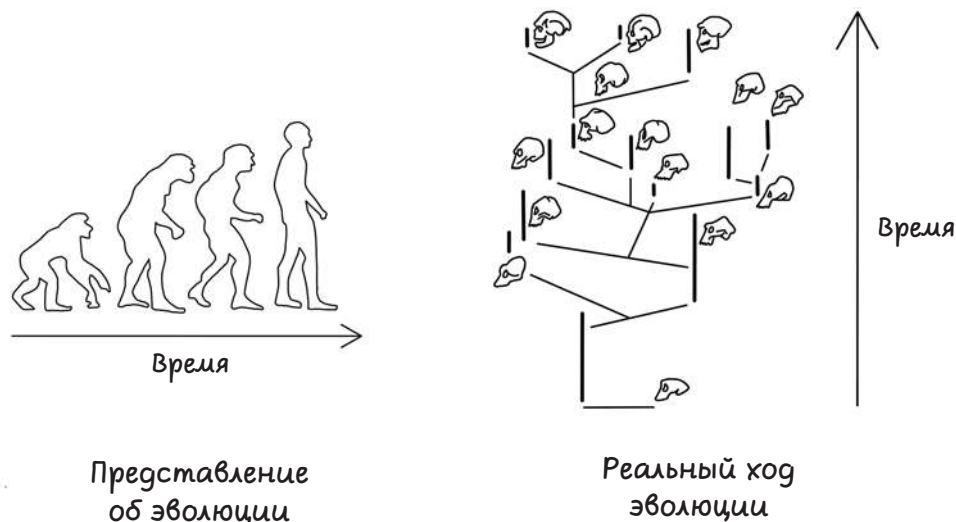 Время
Время
Представление
об эволюции
Реальный ход
эволюции